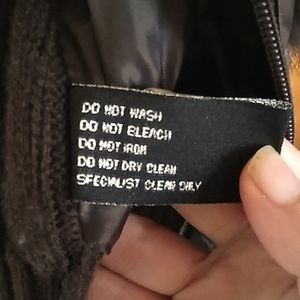 DO NOT WASH
DO NOT BLEACH
DO NOT IRON
DO NOT DRY CLEAN
SPECIALIST CLEAN ONLY